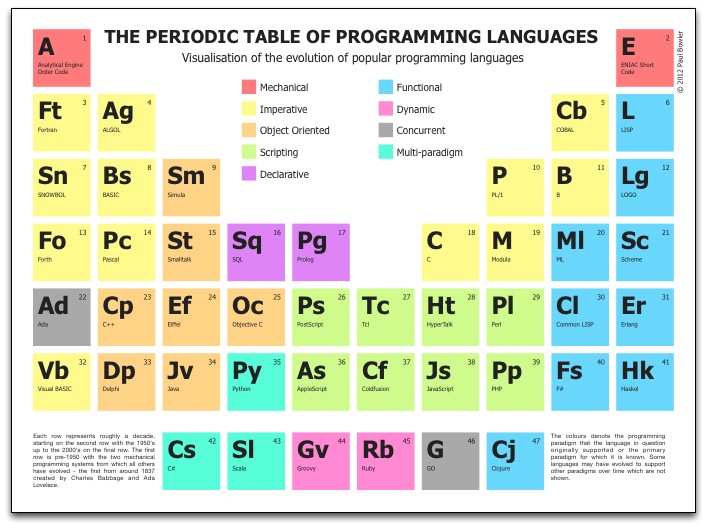 THE PERIODIC TABLE OF PROGRAMMING LANGUAGES
Visualisation of the evolution of popular programming languages
© 2012 Paul Bowler
Mechanical
Imperative
Object Oriented
Scripting
Declarative
Functional
Dynamic
Concurrent
Multi-paradigm
A 1
Analytical Engine
Order Code
E 2
ENIAC Short
Code
Ft 3
Fortran
Ag 4
ALGOL
Cb 5
COBAL
L 6
LISP
Sn 7
SNOWBOL
Bs 8
BASIC
Sm 9
Simula
P 10
PL/1
B 11
B
Lg 12
LOGO
Fo 13
Forth
Pc 14
Pascal
St 15
Smalltalk
Sq 16
SQL
Pg 17
Prolog
C 18
C
M 19
Modula
Ml 20
ML
Sc 21
Scheme
Ad 22
Ada
Cp 23
C++
Ef 24
Eiffel
Oc 25
Objective C
Ps 26
PostScript
Tc 27
Tcl
Ht 28
HyperTalk
Pl 29
Perl
Cl 30
Common LISP
Er 31
Erlang
Vb 32
Visual BASIC
Dp 33
Delphi
Jv 34
Java
Py 35
Python
As 36
AppleScript
Cf 37
Coldfusion
Js 38
JavaScript
Pp 39
PHP
Fs 40
F#
Hk 41
Haskel
Cs 42
C#
Sl 43
Scala
Gv 44
Groovy
Rb 45
Ruby
G 46
GO
Cj 47
Clojure
Each row represents roughly a decade,
starting on the second row with the 1950's
up to the 2000's on the final row. The first
row is pre-1950 with the two mechanical
programming systems from which all others
have evolved - the first from around 1837
created by Charles Babbage and Ada
Lovelace.
The colours denote the programming
paradigm that the language in question
originally supported or the primary
paradigm for which it is known. Some
languages may have evolved to support
other paradigms over time which are not
shown.